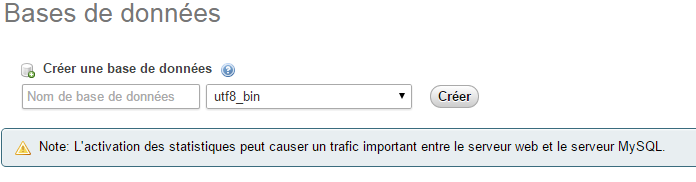 Bases de données
Créer une base de données
Nom de base de données utf8_bin Créer
Note: L'activation des statistiques peut causer un trafic important entre le serveur web et le serveur MySQL.